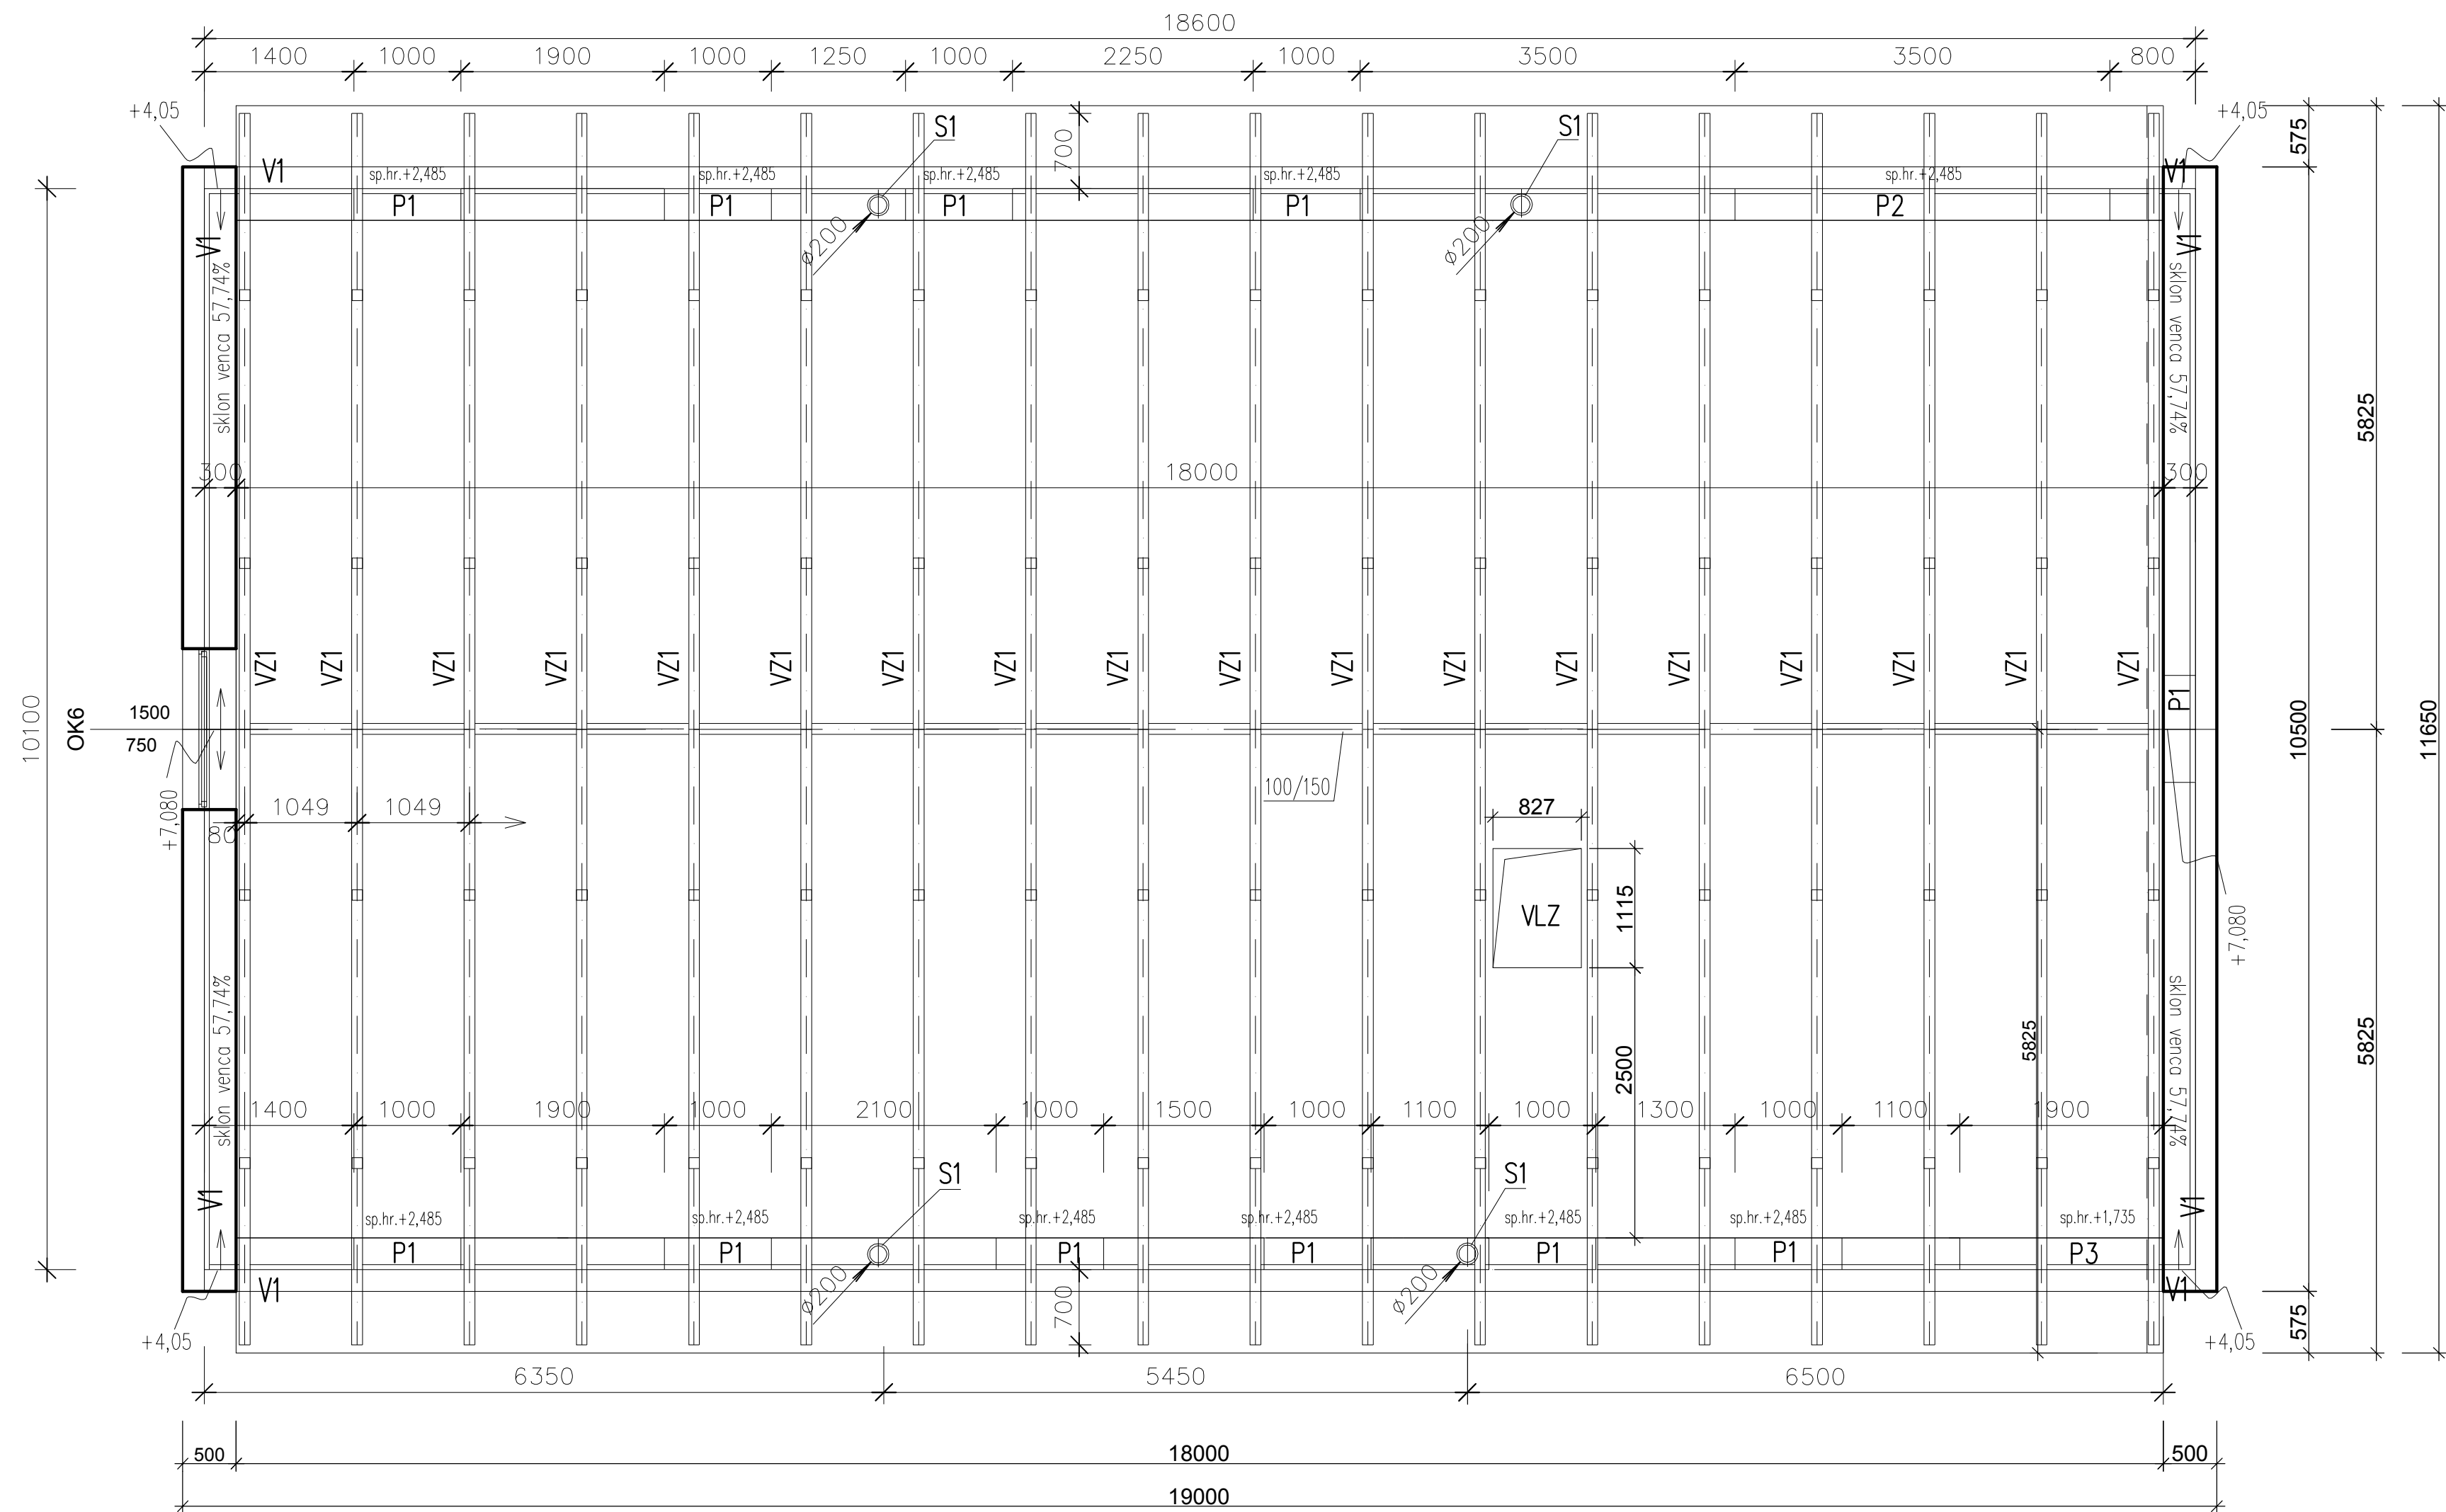 18600
1400 1000 1900 1000 1250 1000 2250 1000 3500 3500 800
+4,05
S1
S1
+4,05
700
575
V1
sp.hr.+2,485
sp.hr.+2,485
sp.hr.+2,485
sp.hr.+2,485
sp.hr.+2,485
V1
P1
P1
P1
P1
P2
V1
sklon venca 57,74%
ø200
ø200
V1
sklon venca 57,74%
5825
300
18000
300
VZ1 VZ1 VZ1 VZ1 VZ1 VZ1 VZ1 VZ1 VZ1 VZ1 VZ1 VZ1 VZ1 VZ1 VZ1 VZ1 VZ1 VZ1
P1
10100
OK6
1500
750
10500
11650
+7,080
80
1049 1049
100/150
827
1115
VLZ
+7,080
sklon venca 57,74%
2500
5825
sklon venca 57,74%
5825
1400 1000 1900 1000 2100 1000 1500 1000 1100 1000 1300 1000 1100 1900
S1
S1
V1
V1
sp.hr.+2,485
sp.hr.+2,485
sp.hr.+2,485
sp.hr.+2,485
sp.hr.+2,485
sp.hr.+2,485
sp.hr.+1,735
P1
P1
P1
P1
P1
P1
P3
V1
ø200
700
ø200
V1
575
+4,05
+4,05
6350 5450 6500
500 18000 500
19000